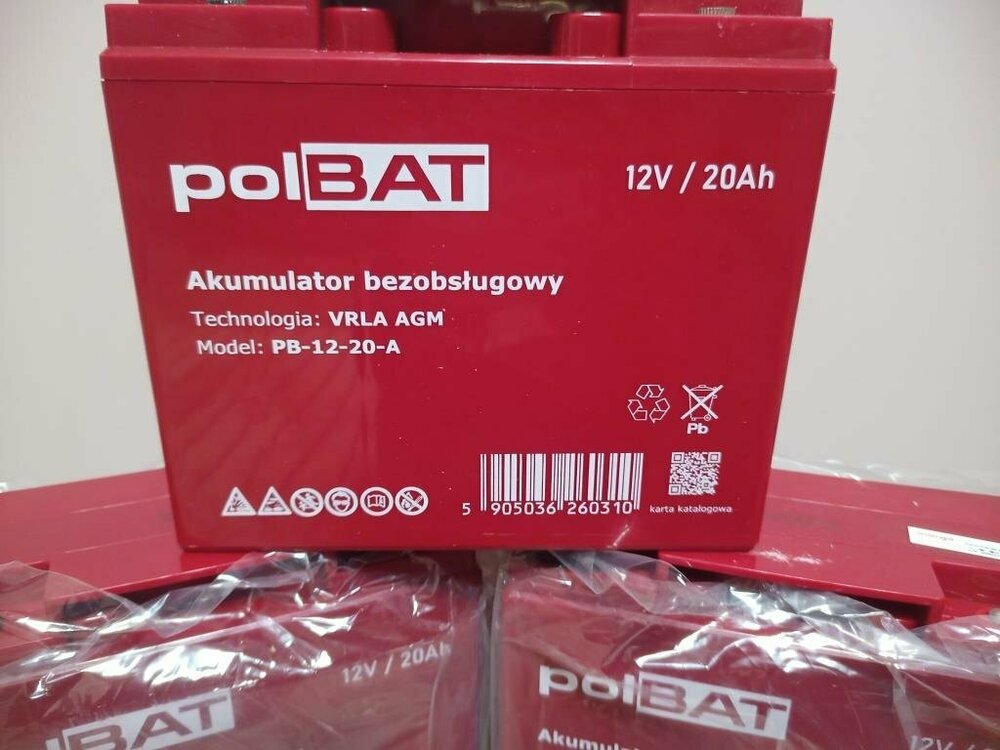 polBAT
12V / 20Ah
Akumulator bezobsługowy
Technologia: VRLA AGM
Model: PB-12-20-A
Pb
5 905036 260310
karta katalogowa
12V / 20Ah
polBAT
polBAT
12V /